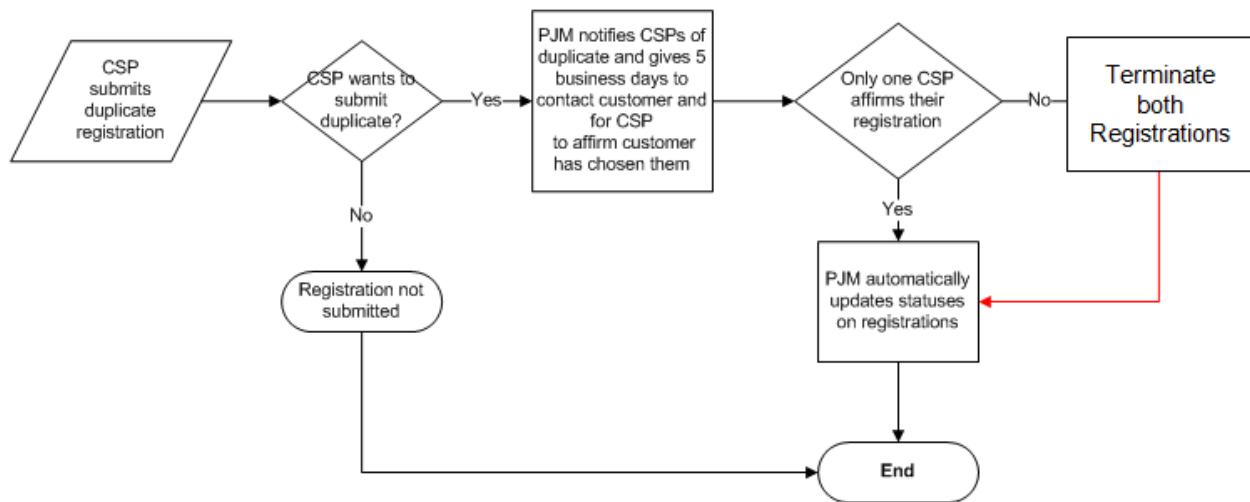 CSP
submits
duplicate
registration
CSP wants to
submit
duplicate?
Yes
PJM notifies CSPs of
duplicate and gives 5
business days to
contact customer and
for CSP
to affirm customer
has chosen them
Only one CSP
affirms their
registration
No
Terminate
both
Registrations
No
Yes
Registration not
submitted
PJM automatically
updates statuses
on registrations
End